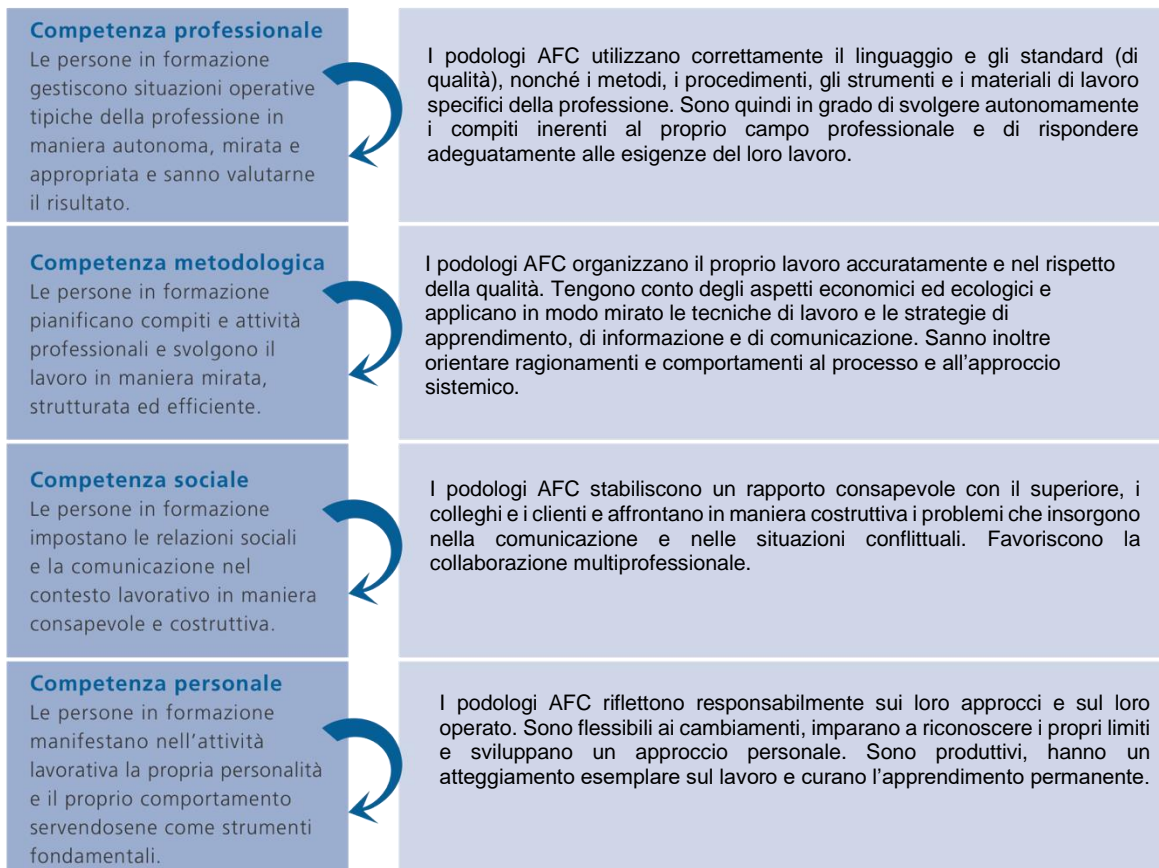 Competenza professionale
Le persone in formazione
gestiscono situazioni operative
tipiche della professione in
maniera autonoma, mirata e
appropriata e sanno valutarne
il risultato.
I podologi AFC utilizzano correttamente il linguaggio e gli standard (di
qualità), nonché i metodi, i procedimenti, gli strumenti e i materiali di lavoro
specifici della professione. Sono quindi in grado di svolgere autonomamente
i compiti inerenti al proprio campo professionale e di rispondere
adeguatamente alle esigenze del loro lavoro.
Competenza metodologica
Le persone in formazione
pianificano compiti e attività
professionali e svolgono il
lavoro in maniera mirata,
strutturata ed efficiente.
I podologi AFC organizzano il proprio lavoro accuratamente e nel rispetto
della qualità. Tengono conto degli aspetti economici ed ecologici e
applicano in modo mirato le tecniche di lavoro e le strategie di
apprendimento, di informazione e di comunicazione. Sanno inoltre
orientare ragionamenti e comportamenti al processo e all'approccio
sistemico.
Competenza sociale
Le persone in formazione
impostano le relazioni sociali
e la comunicazione nel
contesto lavorativo in maniera
consapevole e costruttiva.
I podologi AFC stabiliscono un rapporto consapevole con il superiore, i
colleghi e i clienti e affrontano in maniera costruttiva i problemi che insorgono
nella comunicazione e nelle situazioni conflittuali. Favoriscono la
collaborazione multiprofessionale.
Competenza personale
Le persone in formazione
manifestano nell'attività
lavorativa la propria personalità
e il proprio comportamento
servendosene come strumenti
fondamentali.
I podologi AFC riflettono responsabilmente sui loro approcci e sul loro
operato. Sono flessibili ai cambiamenti, imparano a riconoscere i propri limiti
e sviluppano un approccio personale. Sono produttivi, hanno un
atteggiamento esemplare sul lavoro e curano l'apprendimento permanente.